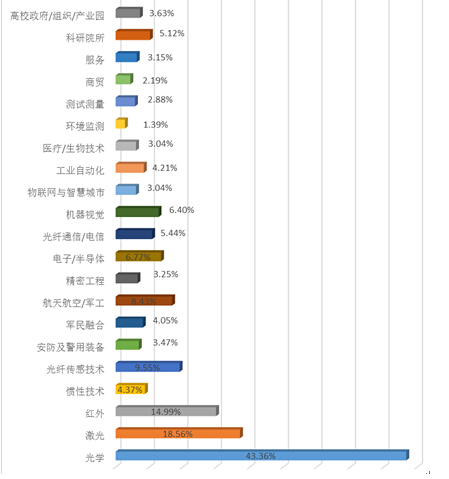 高校政府/组织/产业园 3.63%
科研院所 5.12%
服务 3.15%
商贸 2.19%
测试测量 2.88%
环境监测 1.39%
医疗/生物技术 3.04%
工业自动化 4.21%
物联网与智慧城市 3.04%
机器视觉 6.40%
光纤通信/电信 5.44%
电子/半导体 6.77%
精密工程 3.25%
航天航空/军工 8.43%
军民融合 4.05%
安防及警用装备 3.47%
光纤传感技术 9.55%
惯性技术 4.37%
红外 14.99%
激光 18.56%
光学 43.36%